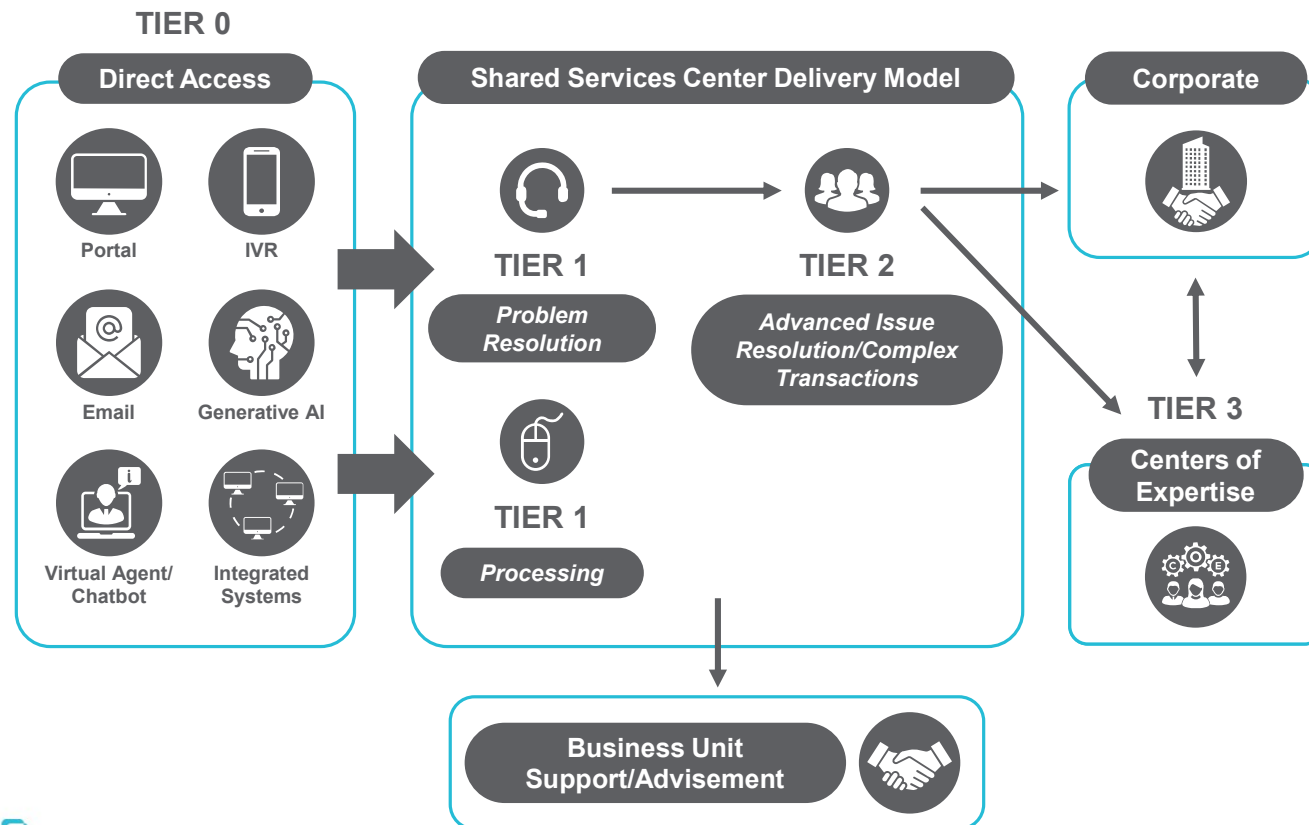 TIER 0
Direct Access
Portal
IVR
Email
Generative AI
i
Virtual Agent/
Chatbot
Integrated
Systems
Shared Services Center Delivery Model
TIER 1
Problem
Resolution
TIER 2
Advanced Issue
Resolution/Complex
Transactions
TIER 1
Processing
Corporate
TIER 3
Centers of
Expertise
C O E
Business Unit
Support/Advisement